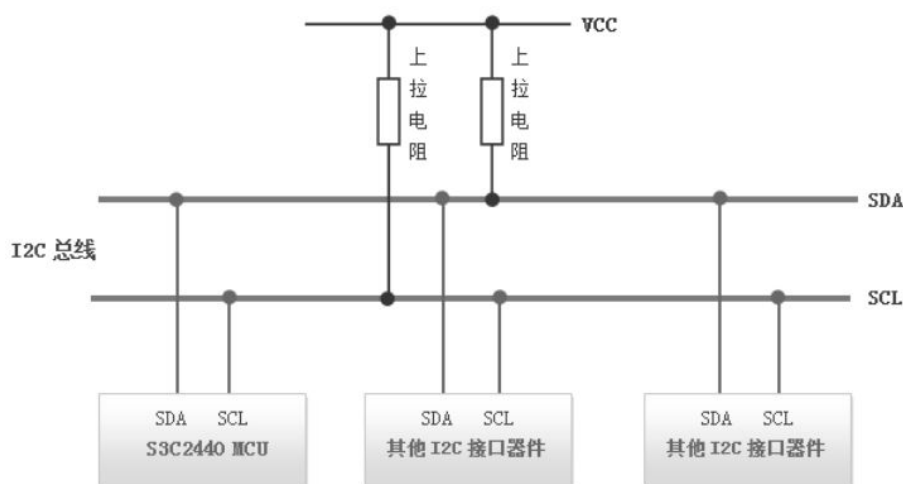 VCC
上拉电阻
上拉电阻
SDA
I2C 总线
SCL
SDA SCL
S3C2440 MCU
SDA SCL
其他 I2C 接口器件
SDA SCL
其他 I2C 接口器件